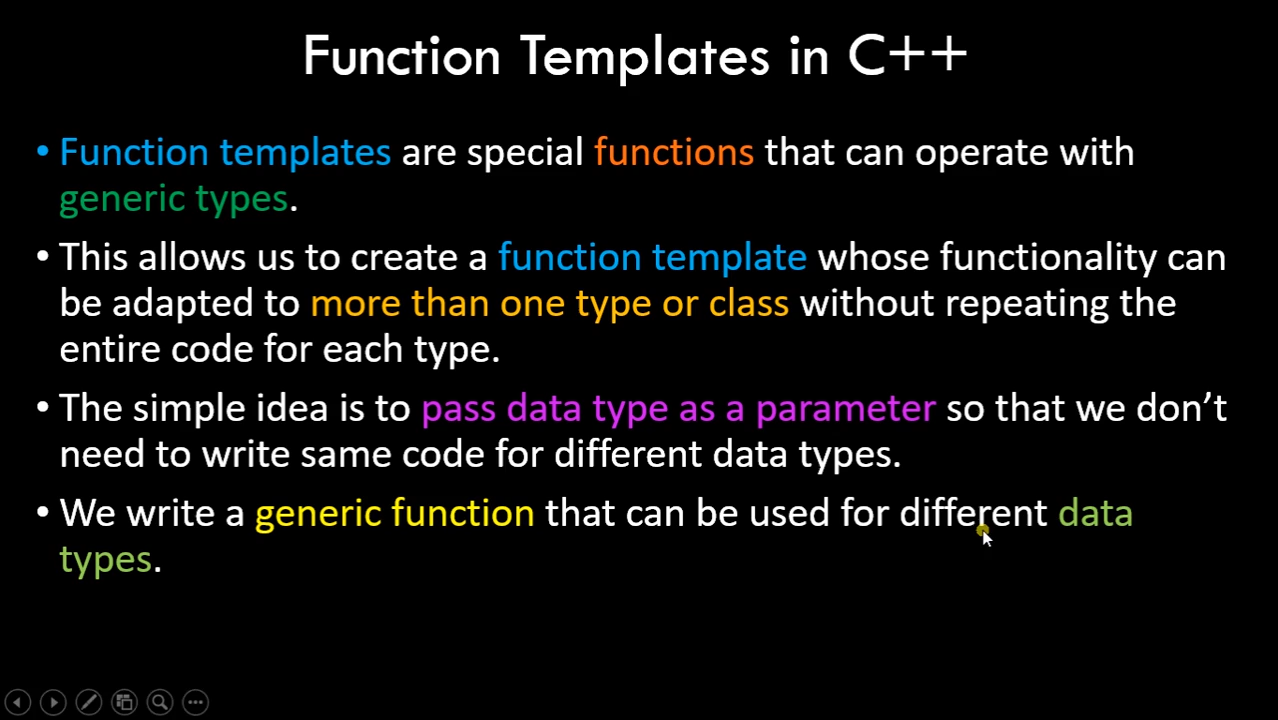 Function Templates in C++
• Function templates are special functions that can operate with
generic types.
• This allows us to create a function template whose functionality can
be adapted to more than one type or class without repeating the
entire code for each type.
• The simple idea is to pass data type as a parameter so that we don’t
need to write same code for different data types.
• We write a generic function that can be used for different data
types.